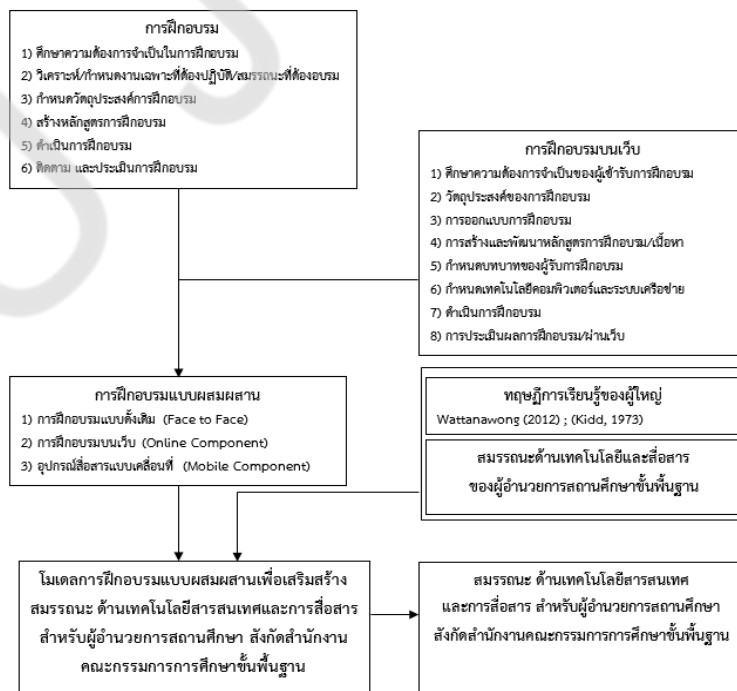 การฝึกอบรม
1) ศึกษาความต้องการจำเป็นในการฝึกอบรม
2) วิเคราะห์/กำหนดงานเฉพาะที่ต้องปฏิบัติ/สมรรถนะที่ต้องอบรม
3) กำหนดวัตถุประสงค์การฝึกอบรม
4) สร้างหลักสูตรการฝึกอบรม
5) ดำเนินการฝึกอบรม
6) ติดตาม และประเมินการฝึกอบรม
การฝึกอบรมบนเว็บ
1) ศึกษาความต้องการจำเป็นของผู้เข้ารับการฝึกอบรม
2) วัตถุประสงค์ของการฝึกอบรม
3) การออกแบบการฝึกอบรม
4) การสร้างและพัฒนาหลักสูตรการฝึกอบรม/เนื้อหา
5) กำหนดบทบาทของผู้รับการฝึกอบรม
6) กำหนดเทคโนโลยีคอมพิวเตอร์และระบบเครือข่าย
7) ดำเนินการฝึกอบรม
8) การประเมินผลการฝึกอบรม/ผ่านเว็บ
การฝึกอบรมแบบผสมผสาน
1) การฝึกอบรมแบบดั้งเดิม (Face to Face)
2) การฝึกอบรมบนเว็บ (Online Component)
3) อุปกรณ์สื่อสารแบบเคลื่อนที่ (Mobile Component)
ทฤษฎีการเรียนรู้ของผู้ใหญ่
Wattanawong (2012) ; (Kidd, 1973)
สมรรถนะด้านเทคโนโลยีและสื่อสาร
ของผู้อำนวยการสถานศึกษาขั้นพื้นฐาน
โมเดลการฝึกอบรมแบบผสมผสานเพื่อเสริมสร้าง
สมรรถนะ ด้านเทคโนโลยีสารสนเทศและการสื่อสาร
สำหรับผู้อำนวยการสถานศึกษา สังกัดสำนักงาน
คณะกรรมการการศึกษาขั้นพื้นฐาน
สมรรถนะ ด้านเทคโนโลยีสารสนเทศ
และการสื่อสาร สำหรับผู้อำนวยการสถานศึกษา
สังกัดสำนักงานคณะกรรมการการศึกษาขั้นพื้นฐาน